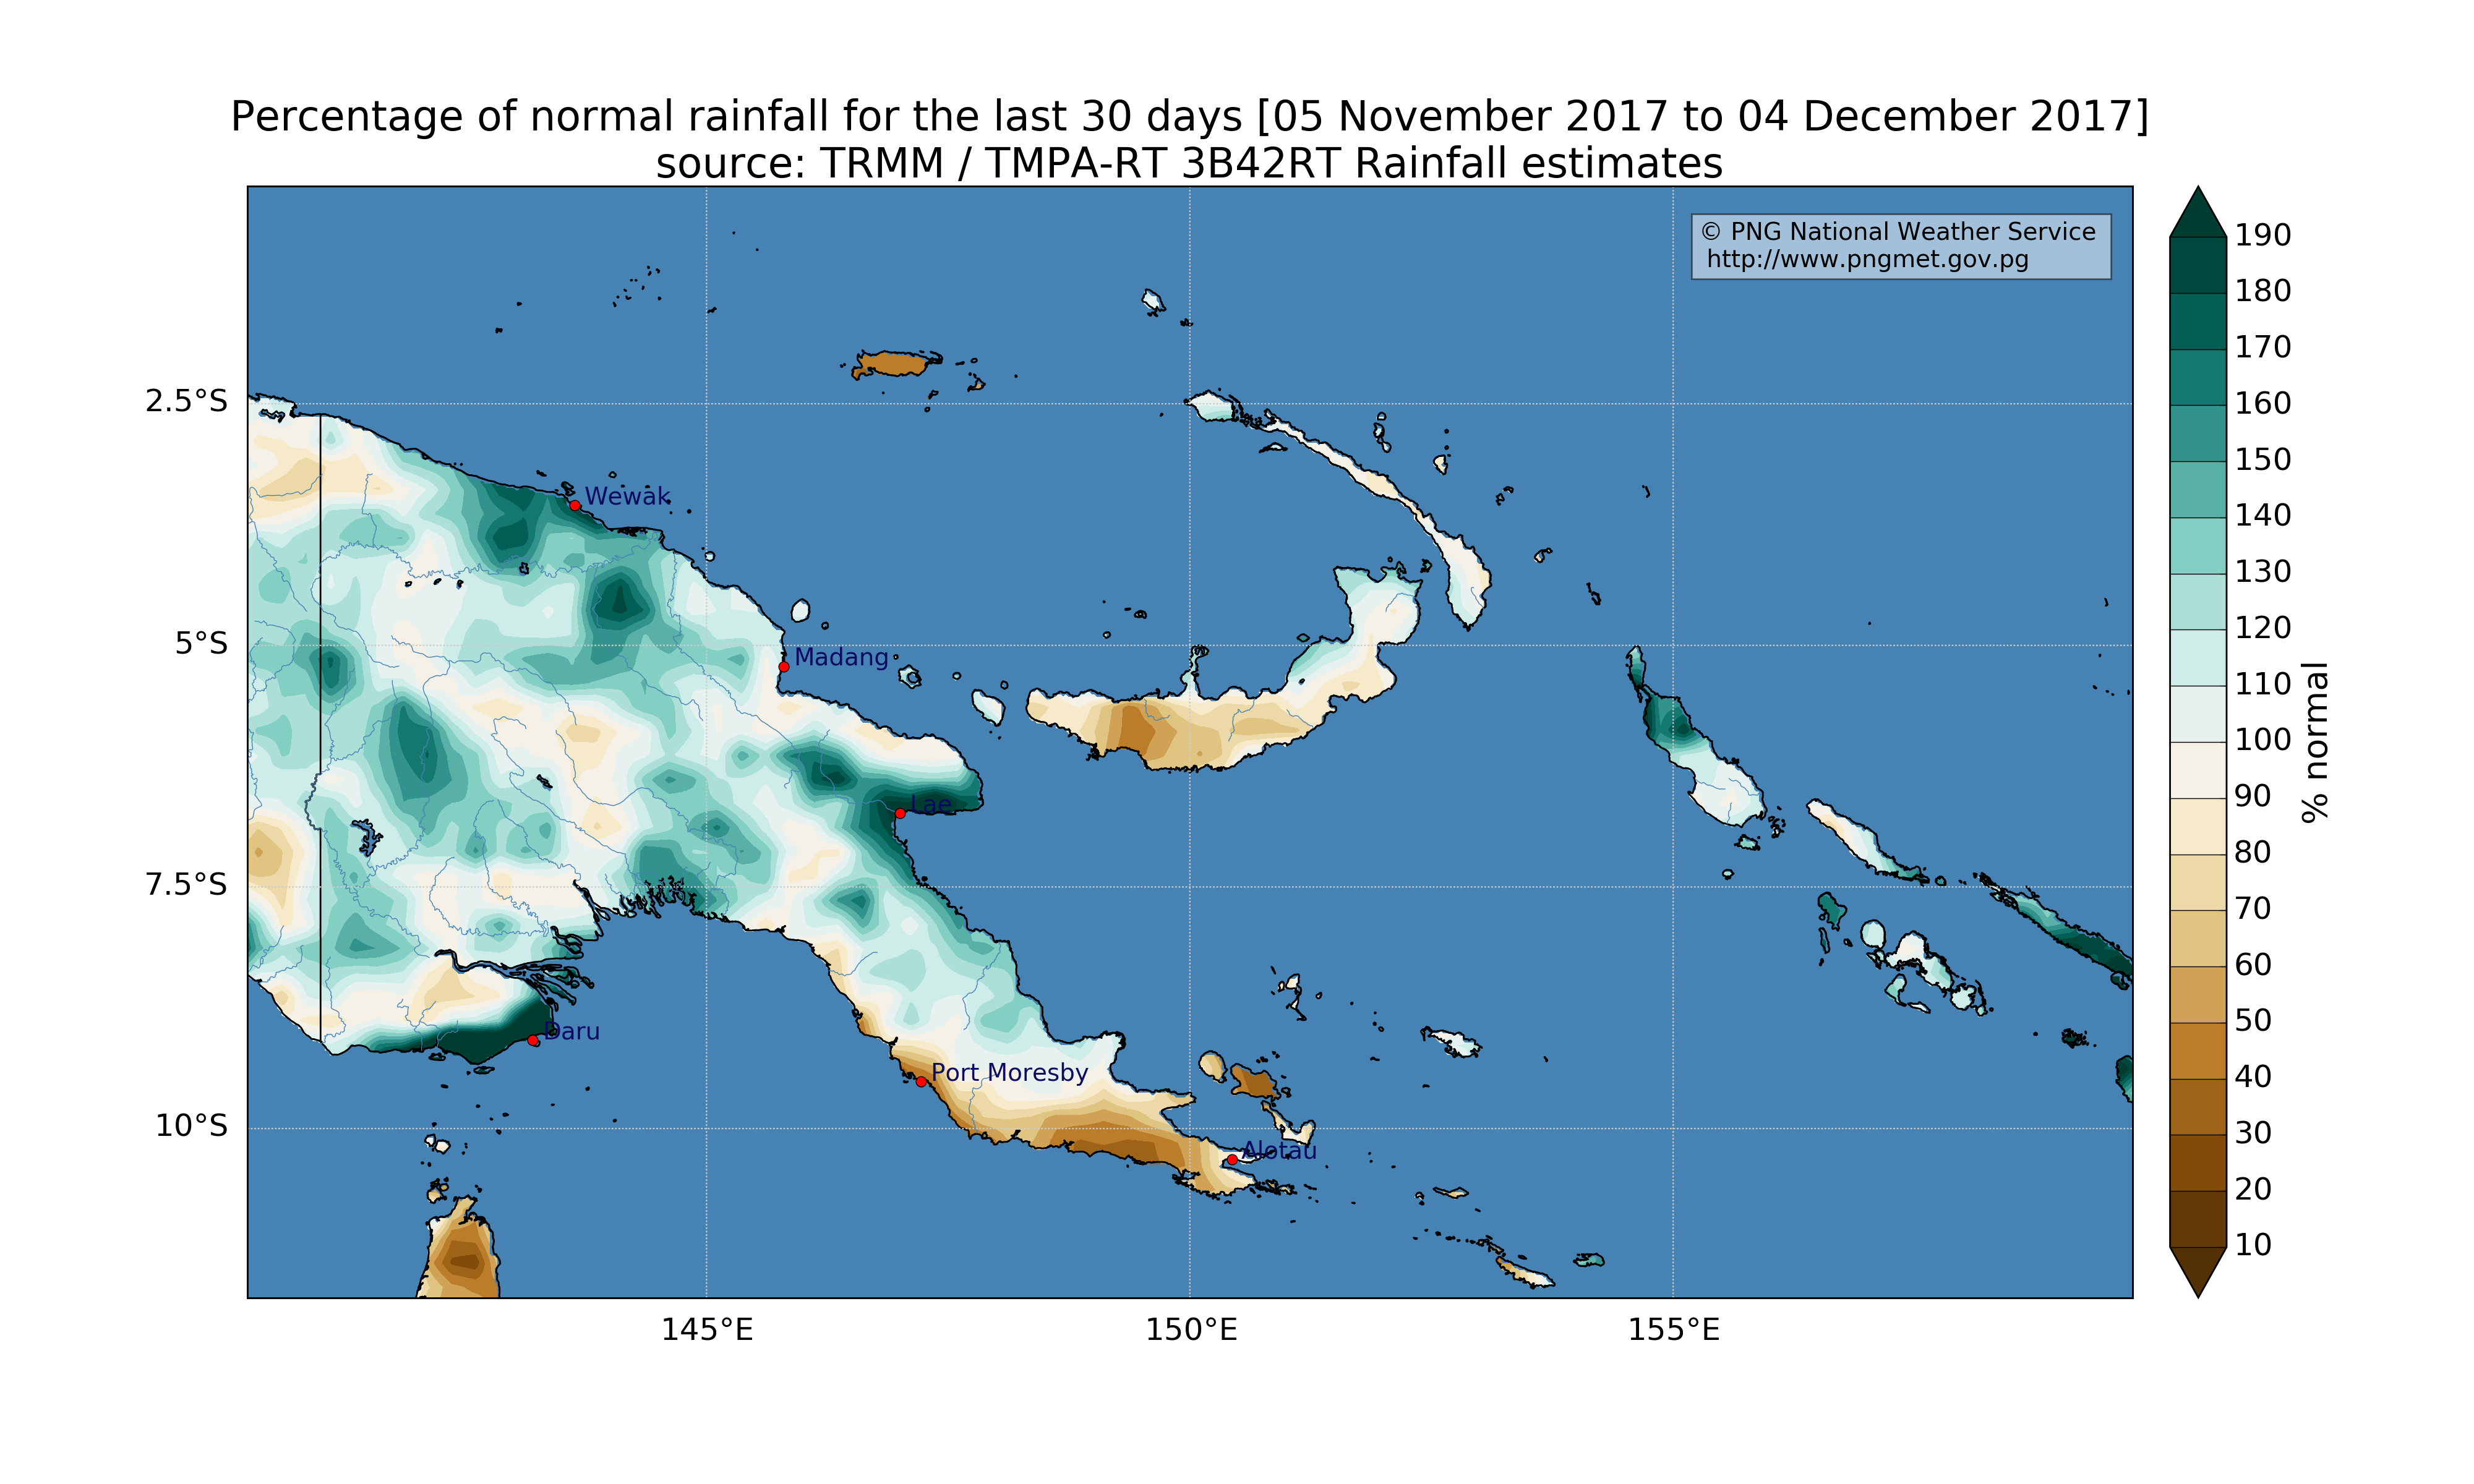 Percentage of normal rainfall for the last 30 days [05 November 2017 to 04 December 2017]
source: TRMM / TMPA-RT 3B42RT Rainfall estimates
© PNG National Weather Service
http://www.pngmet.gov.pg
2.5°S
5°S
7.5°S
10°S
Wewak
Madang
Lae
Daru
Port Moresby
Alotau
145°E
150°E
155°E
190
180
170
160
150
140
130
120
110
100
90
80
70
60
50
40
30
20
10
% normal